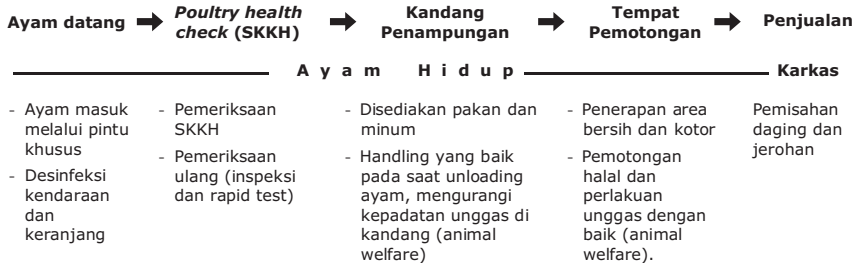 Ayam datang
Poultry health
check (SKKH)
Kandang
Penampungan
Tempat
Pemotongan
Penjualan
Ayam Hidup
Karkas
- Ayam masuk
melalui pintu
khusus
- Desinfeksi
kendaraan
dan
keranjang
- Pemeriksaan
SKKH
- Pemeriksaan
ulang (inspeksi
dan rapid test)
- Disediakan pakan dan
minum
- Handling yang baik
pada saat unloading
ayam, mengurangi
kepadatan unggas di
kandang (animal
welfare)
- Penerapan area
bersih dan kotor
- Pemotongan
halal dan
perlakuan
unggas dengan
baik (animal
welfare).
Pemisahan
daging dan
jerohan